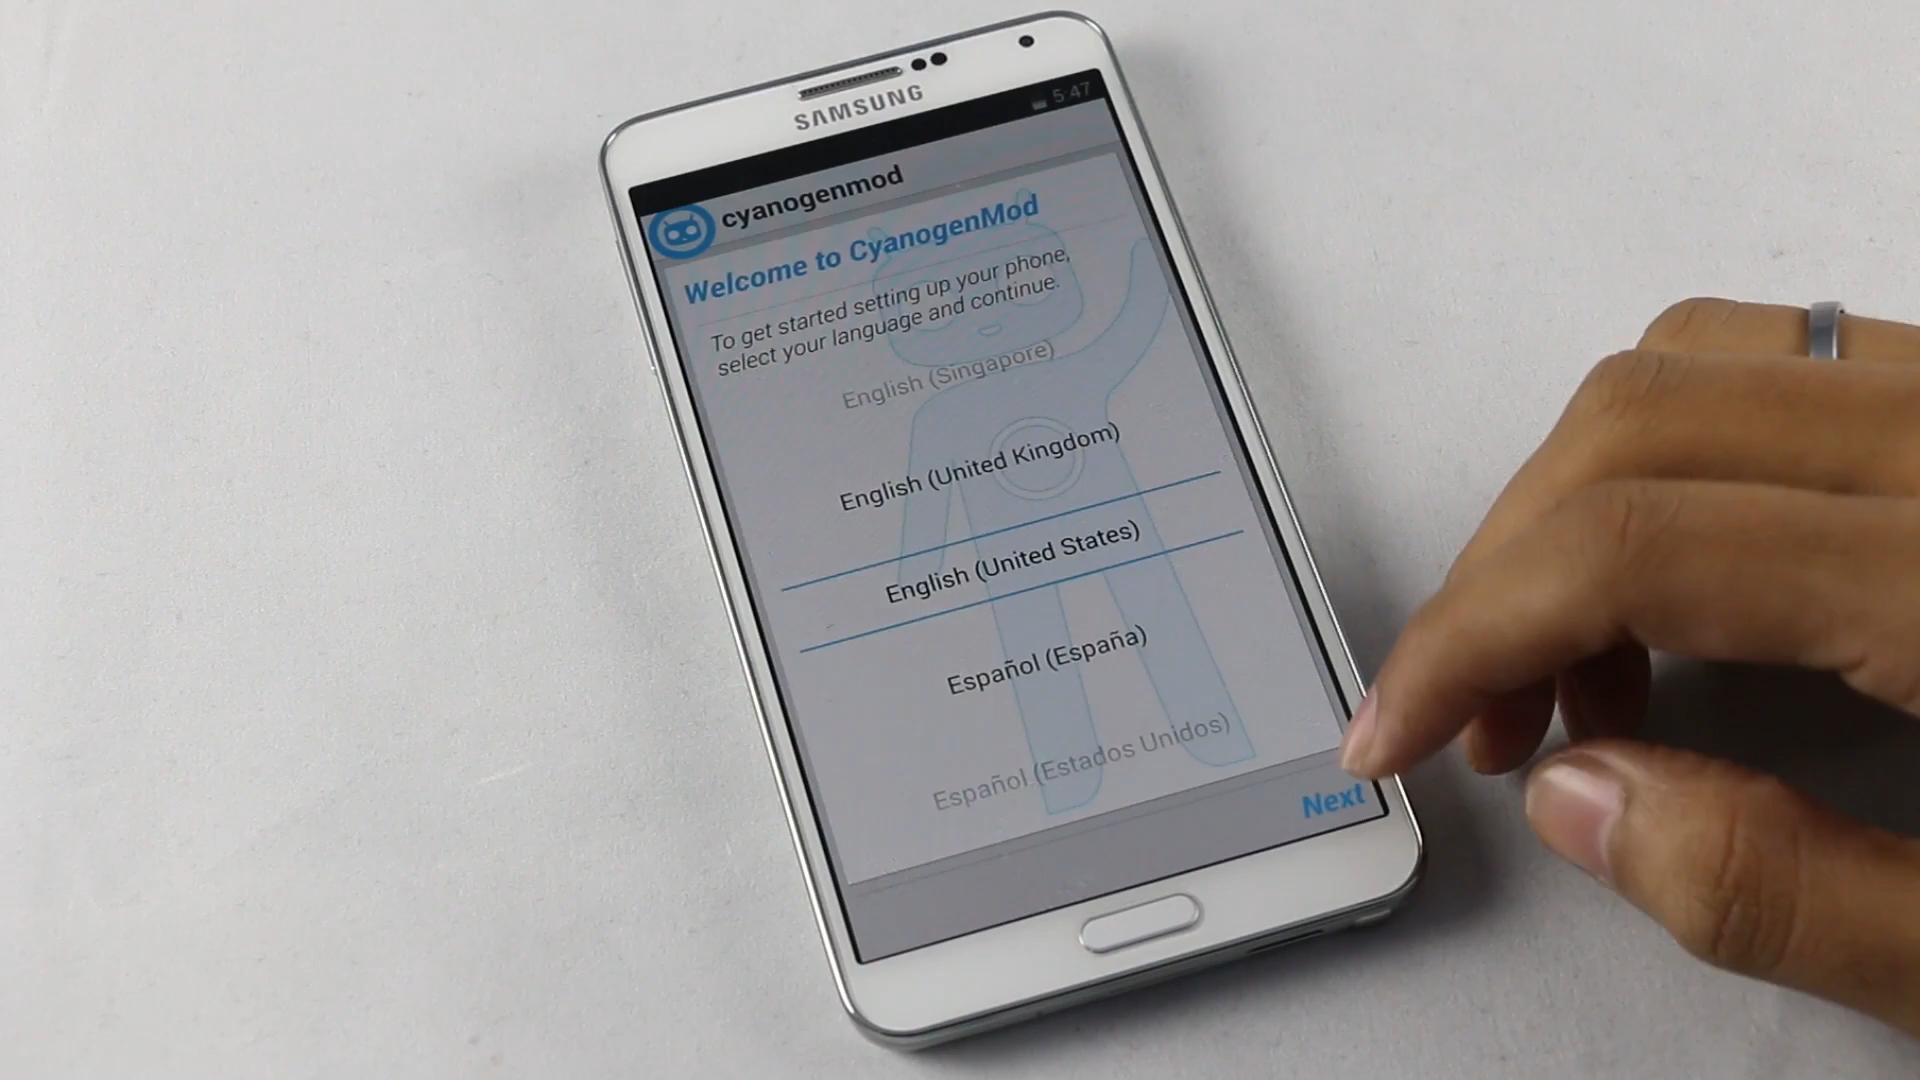 SAMSUNG
5:47
cyanogenmod
Welcome to CyanogenMod
To get started setting up your phone,
select your language and continue.
English (Singapore)
English (United Kingdom)
English (United States)
Español (España)
Español (Estados Unidos)
Next